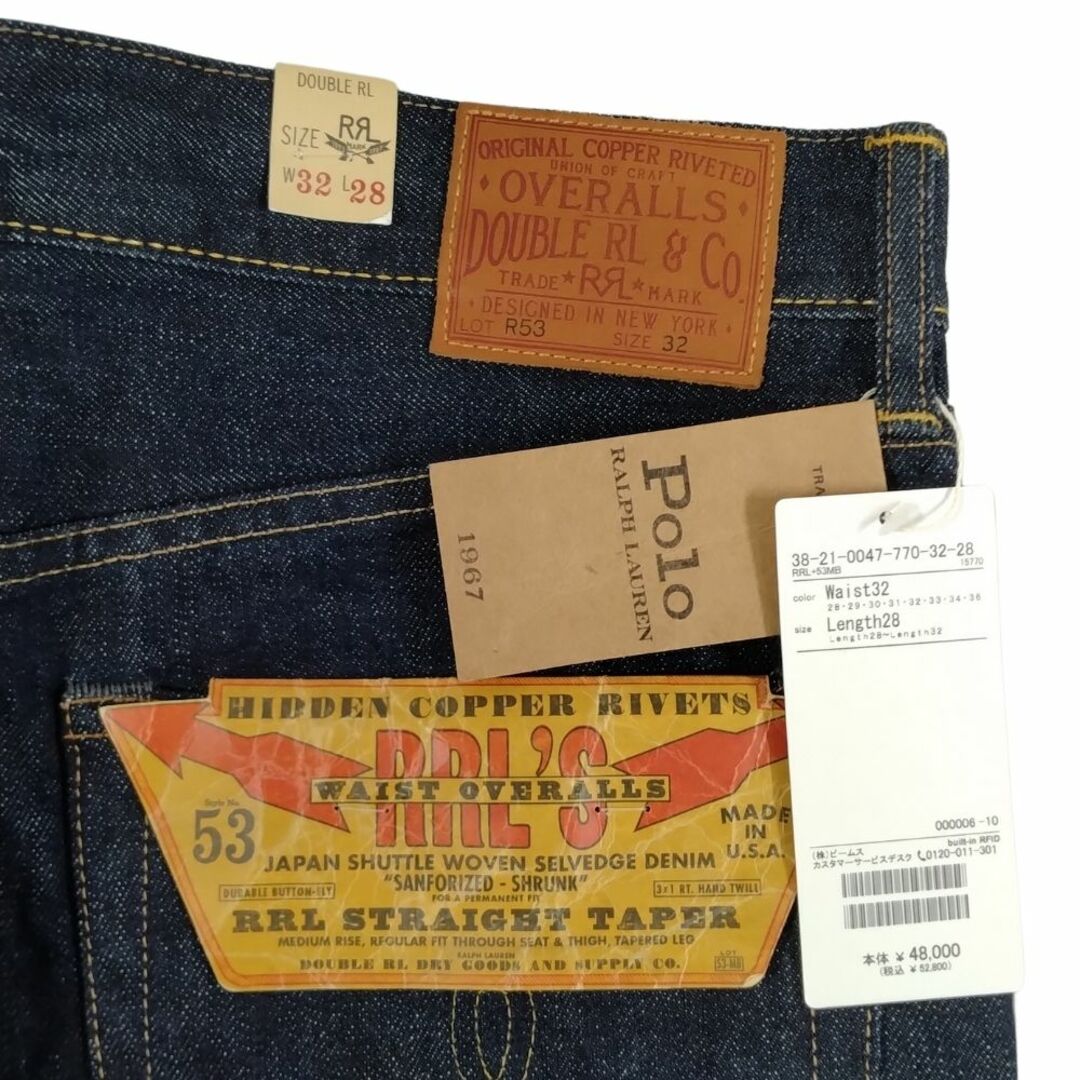 DOUBLE RL
SIZE RRL
MARK
W32 L28
ORIGINAL COPPER RIVETED
UNION OF CRAFT
OVERALLS
DOUBLE RL & Co.
TRADE ★ RRL ★ MARK
DESIGNED IN NEW YORK
LOT R53 SIZE 32
Polo
RALPH LAUREN
1967
TRA
38-21-0047-770-32-28
RRL+53MB 15770
color Waist32
28・29・30・31・32・33・34・36
size Length28
Length28~Length32
000006-10
built-in RFID
(株)ビームス
カスタマーサービスデスク 0120-011-301
本体 ¥ 48,000
(税込 ¥ 52,800)
HIDDEN COPPER RIVETS
RRL'S
WAIST OVERALLS
Style No.
53
MADE
IN
U.S.A.
JAPAN SHUTTLE WOVEN SELVEDGE DENIM
"SANFORIZED - SHRUNK"
DURABLE BUTTON-FLY
FOR A PERMANENT FIT
3x1 RT. HAND TWILL
RRL STRAIGHT TAPER
MEDIUM RISE, REGULAR FIT THROUGH SEAT & THIGH, TAPERED LEG
RALPH LAUREN
DOUBLE RL DRY GOODS AND SUPPLY CO.
LOT
53-MB